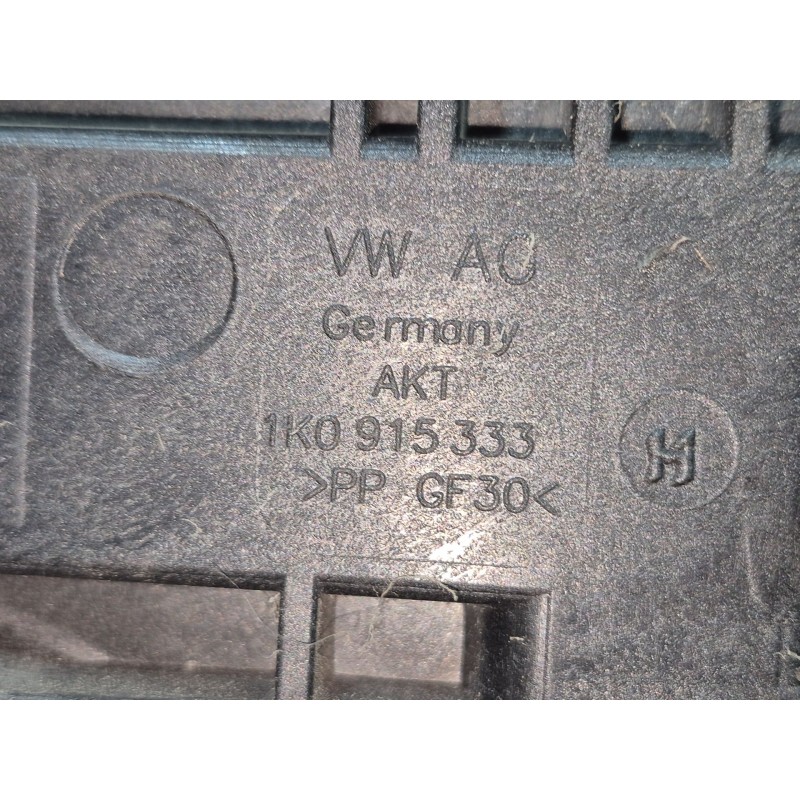 VW AG
Germany
AKT
1K0 915 333
>PP GF30<
H